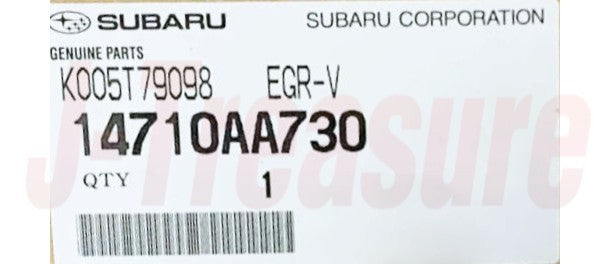 SUBARU SUBARU CORPORATION
GENUINE PARTS
K005T79098 EGR-V
14710AA730
J-Treasure
QTY 1